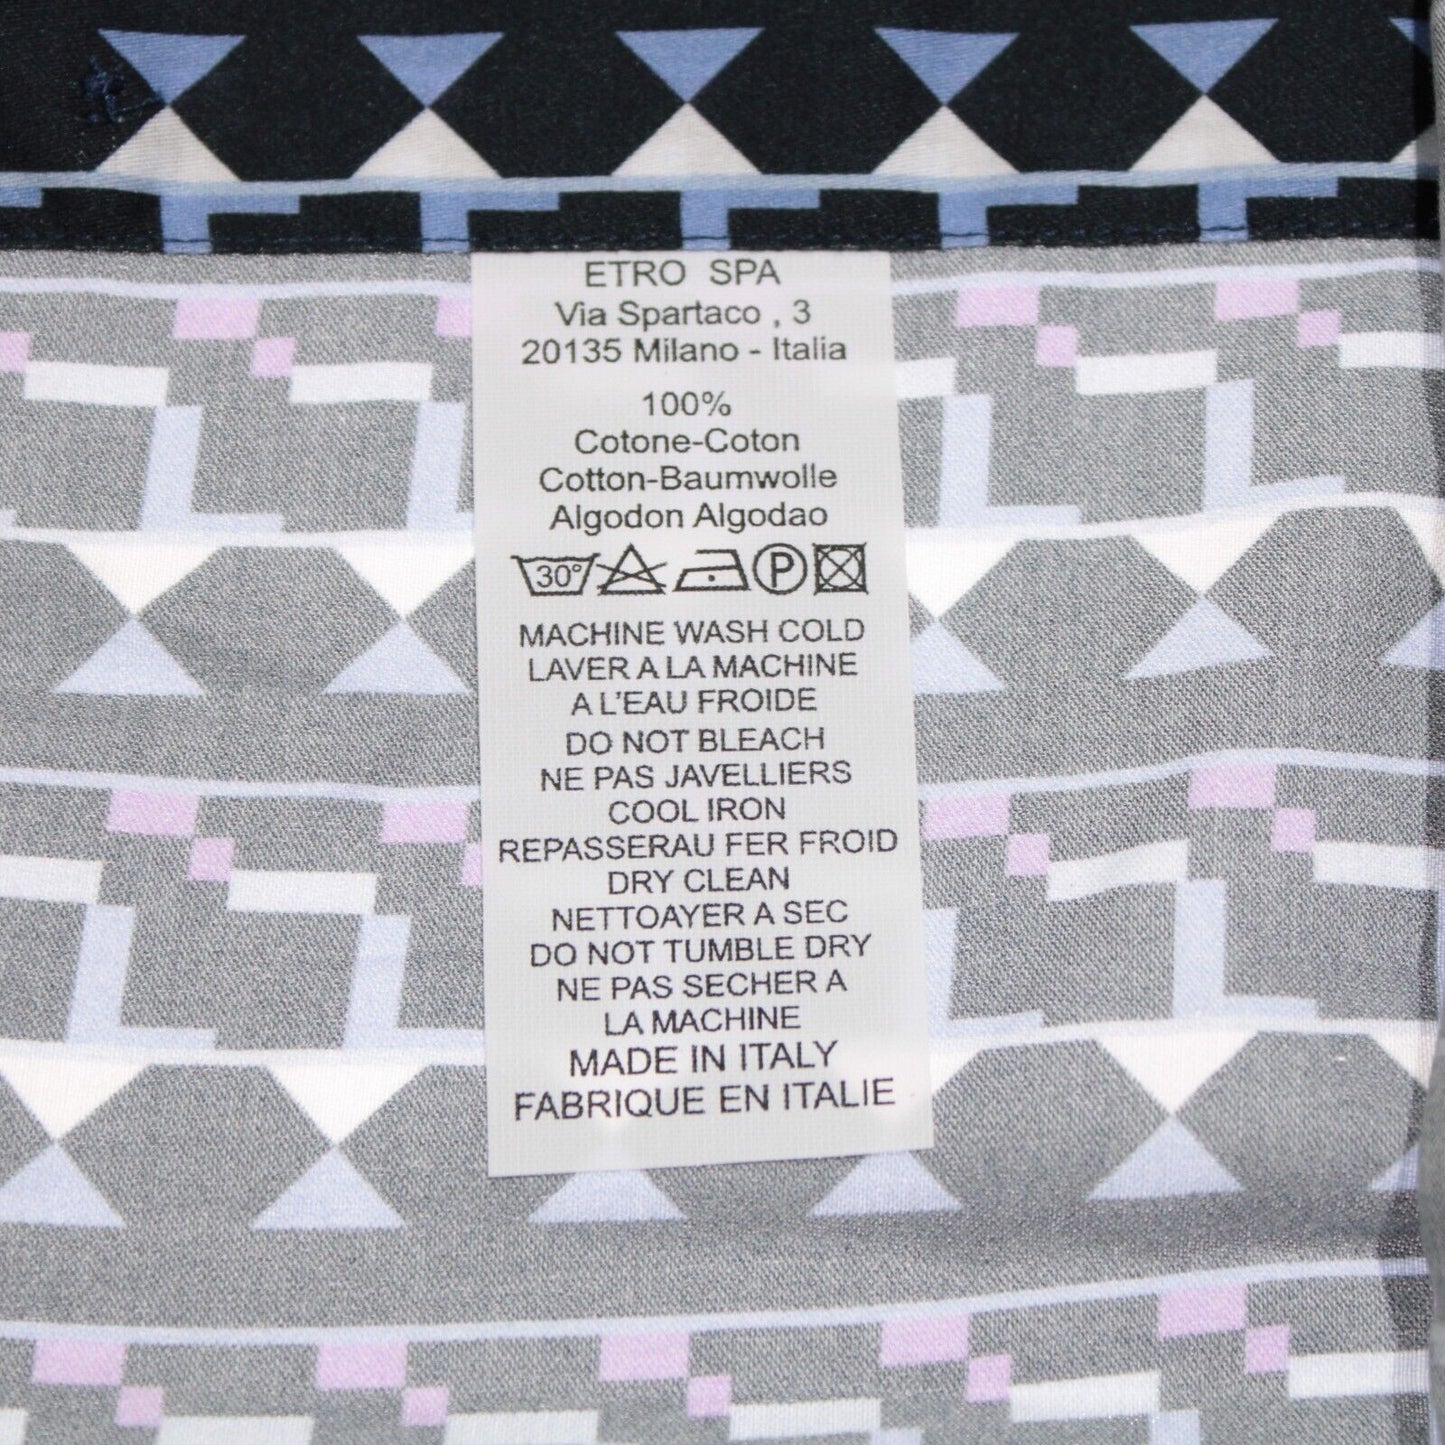 ETRO SPA
Via Spartaco , 3
20135 Milano - Italia
100%
Cotone-Coton
Cotton-Baumwolle
Algodon Algodao
30° P
MACHINE WASH COLD
LAVER A LA MACHINE
A L'EAU FROIDE
DO NOT BLEACH
NE PAS JAVELLIERS
COOL IRON
REPASSERAU FER FROID
DRY CLEAN
NETTOAYER A SEC
DO NOT TUMBLE DRY
NE PAS SECHER A
LA MACHINE
MADE IN ITALY
FABRIQUE EN ITALIE